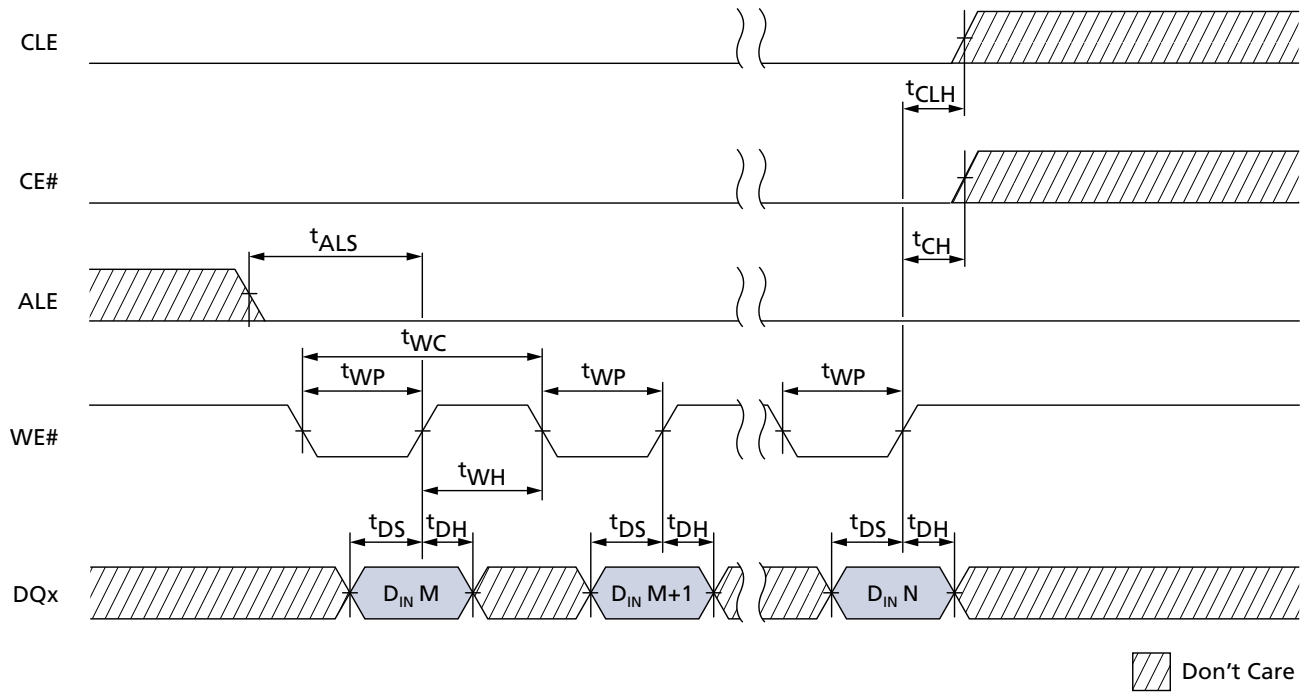 CLE
tCLH
CE#
tCH
tALS
ALE
tWC
tWP tWP tWP
WE#
tWH
tDS tDH tDS tDH tDS tDH
DQx DIN M DIN M+1 DIN N
Don't Care